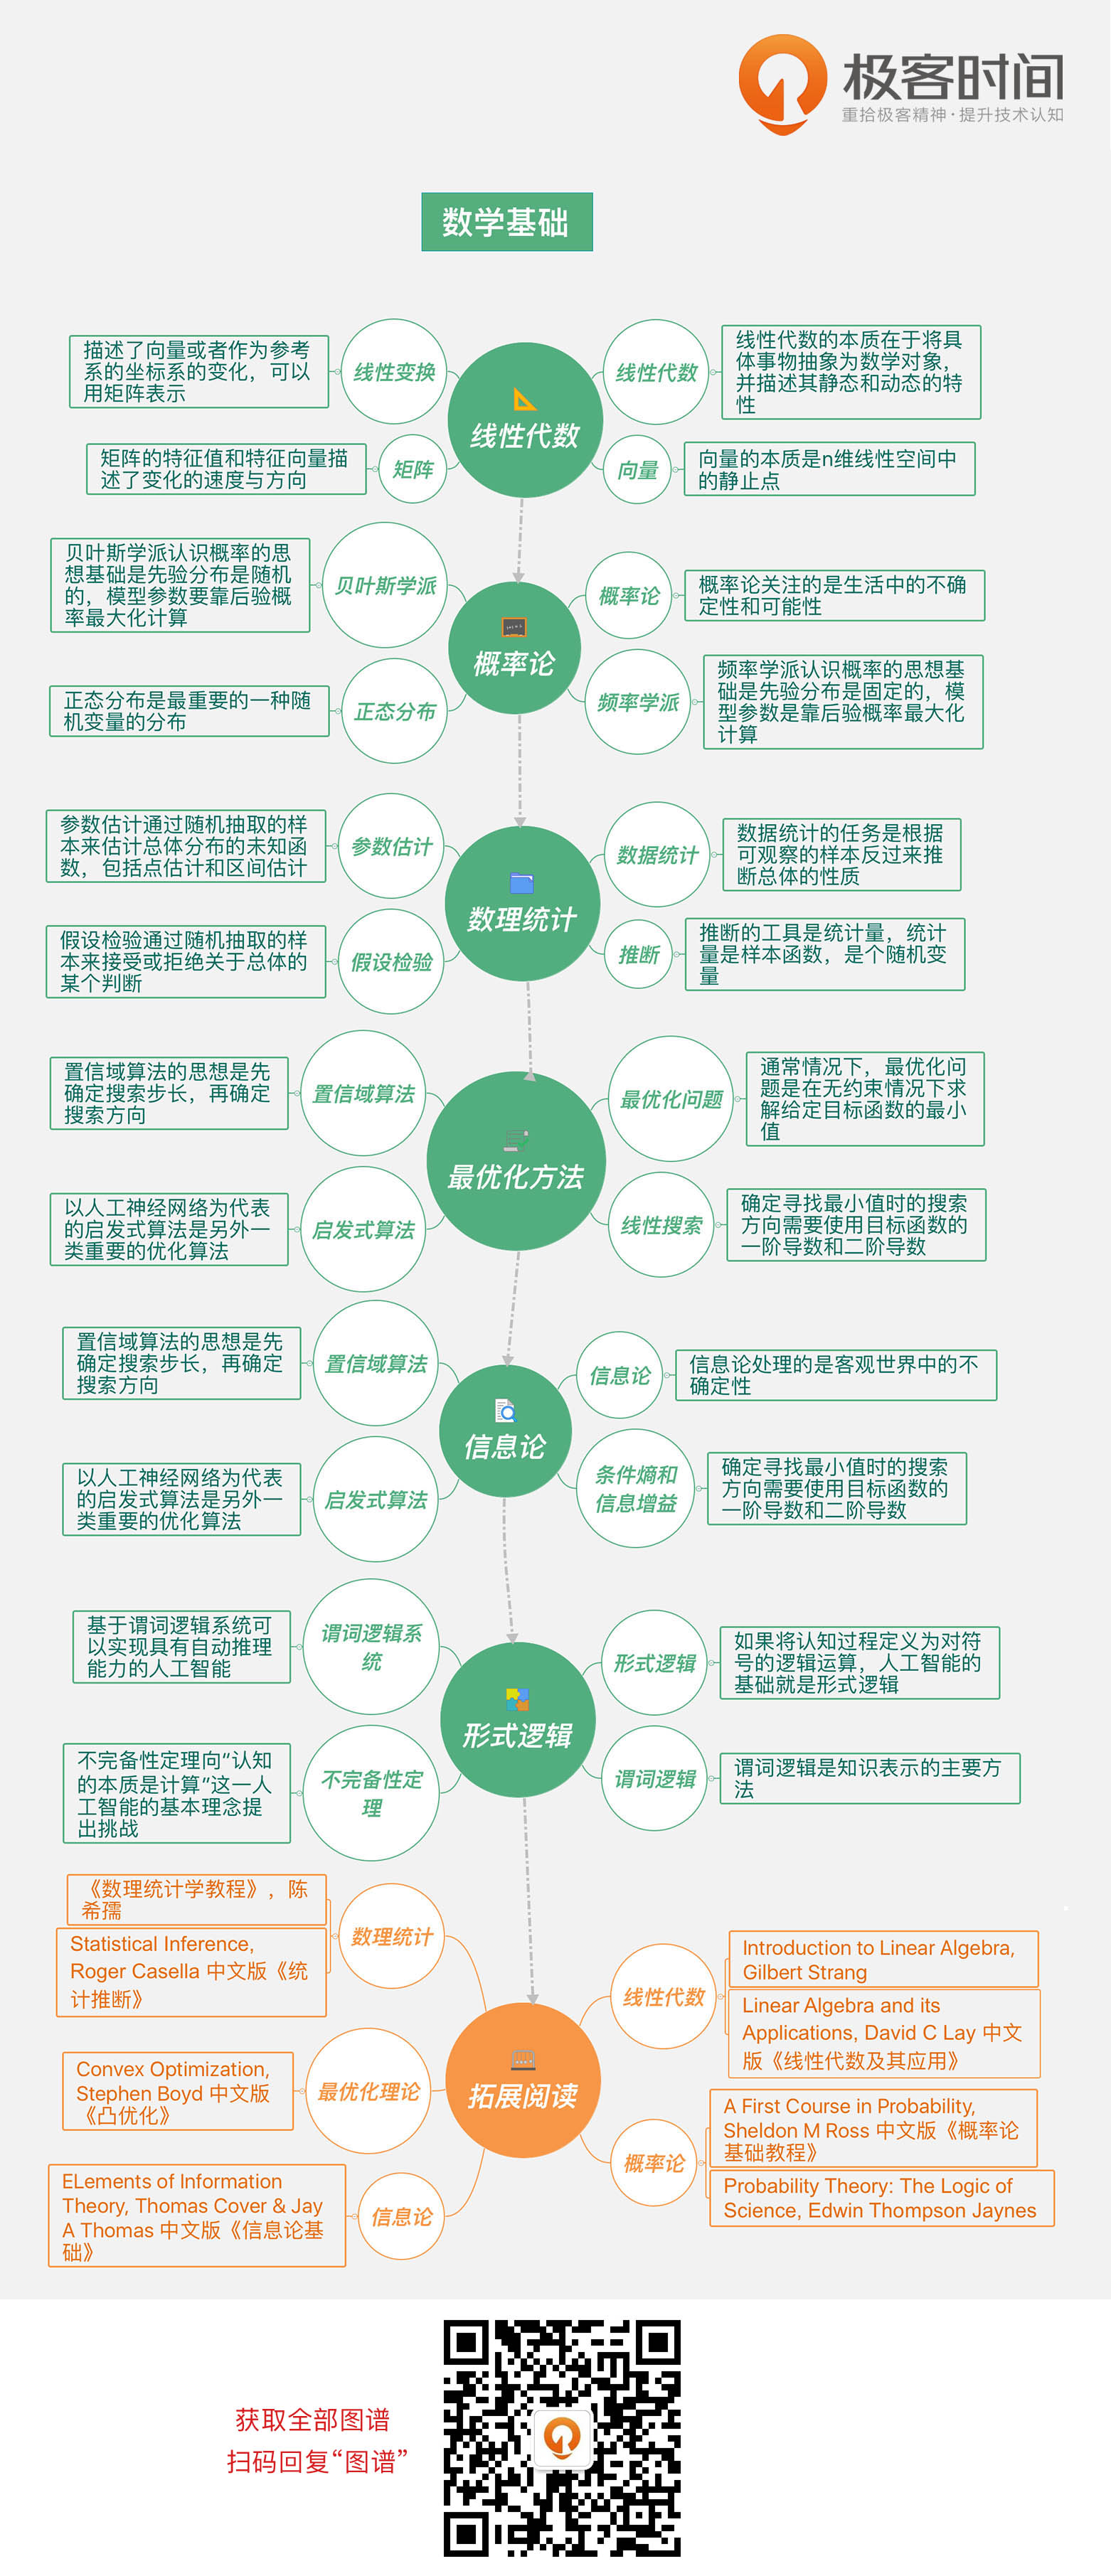 极客时间
重拾极客精神·提升技术认知
数学基础
线性代数
线性变换
描述了向量或者作为参考
系的坐标系的变化，可以
用矩阵表示
矩阵
矩阵的特征值和特征向量描
述了变化的速度与方向
线性代数
线性代数的本质在于将具
体事物抽象为数学对象，
并描述其静态和动态的特
性
向量
向量的本质是n维线性空间中
的静止点
概率论
贝叶斯学派
贝叶斯学派认识概率的思
想基础是先验分布是随机
的，模型参数要靠后验概
率最大化计算
正态分布
正态分布是最重要的一种随
机变量的分布
概率论
概率论关注的是生活中的不确
定性和可能性
频率学派
频率学派认识概率的思想基
础是先验分布是固定的，模
型参数是靠后验概率最大化
计算
数理统计
参数估计
参数估计通过随机抽取的样
本来估计总体分布的未知函
数，包括点估计和区间估计
假设检验
假设检验通过随机抽取的样
本来接受或拒绝关于总体的
某个判断
数据统计
数据统计的任务是根据
可观察的样本反过来推
断总体的性质
推断
推断的工具是统计量，统计
量是样本函数，是个随机变
量
最优化方法
置信域算法
置信域算法的思想是先
确定搜索步长，再确定
搜索方向
启发式算法
以人工神经网络为代表
的启发式算法是另外一
类重要的优化算法
最优化问题
通常情况下，最优化问
题是在无约束情况下求
解给定目标函数的最小
值
线性搜索
确定寻找最小值时的搜索
方向需要使用目标函数的
一阶导数和二阶导数
信息论
置信域算法
置信域算法的思想是先
确定搜索步长，再确定
搜索方向
启发式算法
以人工神经网络为代表
的启发式算法是另外一
类重要的优化算法
信息论
信息论处理的是客观世界中的不
确定性
条件熵和
信息增益
确定寻找最小值时的搜索
方向需要使用目标函数的
一阶导数和二阶导数
形式逻辑
谓词逻辑系
统
基于谓词逻辑系统可
以实现具有自动推理
能力的人工智能
不完备性定
理
不完备性定理向“认知
的本质是计算”这一人
工智能的基本理念提
出挑战
形式逻辑
如果将认知过程定义为对符
号的逻辑运算，人工智能的
基础就是形式逻辑
谓词逻辑
谓词逻辑是知识表示的主要方
法
拓展阅读
数理统计
《数理统计学教程》，陈
希孺
Statistical Inference,
Roger Casella 中文版《统
计推断》
最优化理论
Convex Optimization,
Stephen Boyd 中文版
《凸优化》
信息论
ELements of Information
Theory, Thomas Cover & Jay
A Thomas 中文版《信息论基
础》
线性代数
Introduction to Linear Algebra,
Gilbert Strang
Linear Algebra and its
Applications, David C Lay 中文
版《线性代数及其应用》
概率论
A First Course in Probability,
Sheldon M Ross 中文版《概率论
基础教程》
Probability Theory: The Logic of
Science, Edwin Thompson Jaynes
获取全部图谱
扫码回复“图谱”